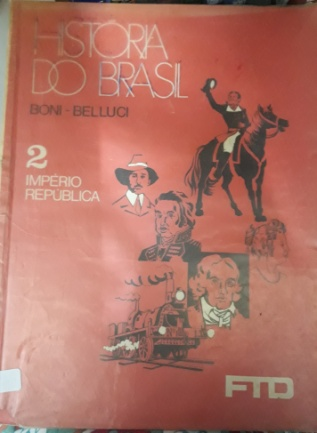 HISTÓRIA
DO BRASIL
BONI - BELLUCI
2
IMPÉRIO
REPÚBLICA
FTD